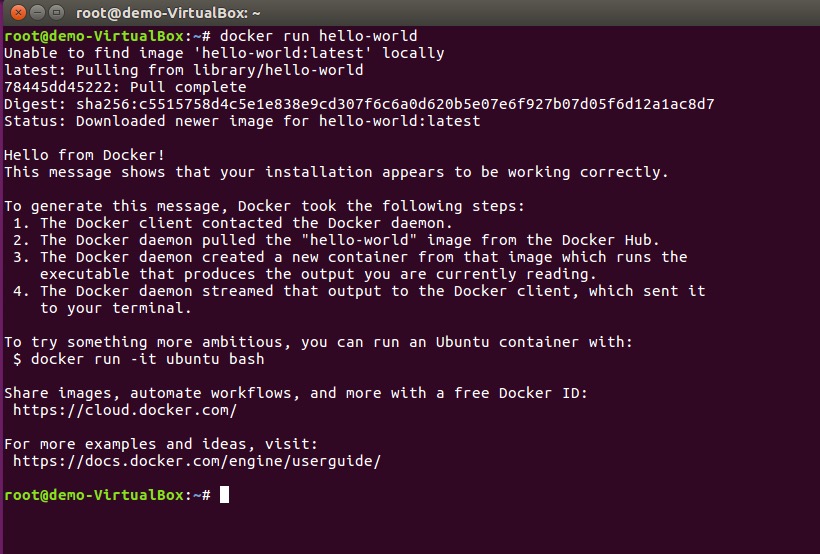 root@demo-VirtualBox: ~
root@demo-VirtualBox:~# docker run hello-world
Unable to find image 'hello-world:latest' locally
latest: Pulling from library/hello-world
78445dd45222: Pull complete
Digest: sha256:c5515758d4c5e1e838e9cd307f6c6a0d620b5e07e6f927b07d05f6d12a1ac8d7
Status: Downloaded newer image for hello-world:latest

Hello from Docker!
This message shows that your installation appears to be working correctly.

To generate this message, Docker took the following steps:
 1. The Docker client contacted the Docker daemon.
 2. The Docker daemon pulled the "hello-world" image from the Docker Hub.
 3. The Docker daemon created a new container from that image which runs the
    executable that produces the output you are currently reading.
 4. The Docker daemon streamed that output to the Docker client, which sent it
    to your terminal.

To try something more ambitious, you can run an Ubuntu container with:
 $ docker run -it ubuntu bash

Share images, automate workflows, and more with a free Docker ID:
 https://cloud.docker.com/

For more examples and ideas, visit:
 https://docs.docker.com/engine/userguide/

root@demo-VirtualBox:~#